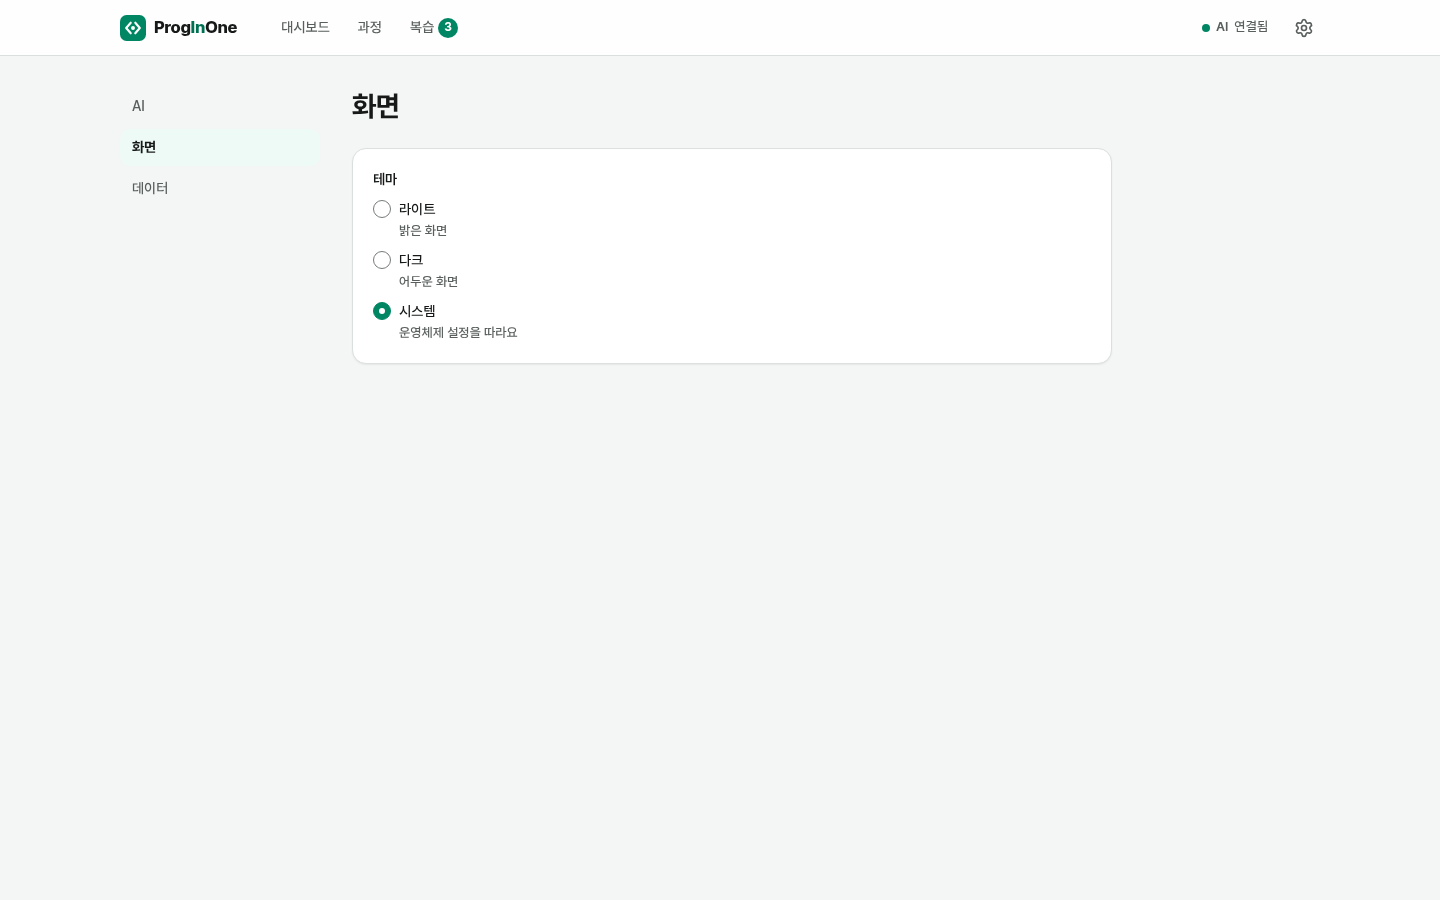 ProgInOne
대시보드
과정
복습 3
AI 연결됨
AI
화면
데이터
화면
테마
라이트
밝은 화면
다크
어두운 화면
시스템
운영체제 설정을 따라요